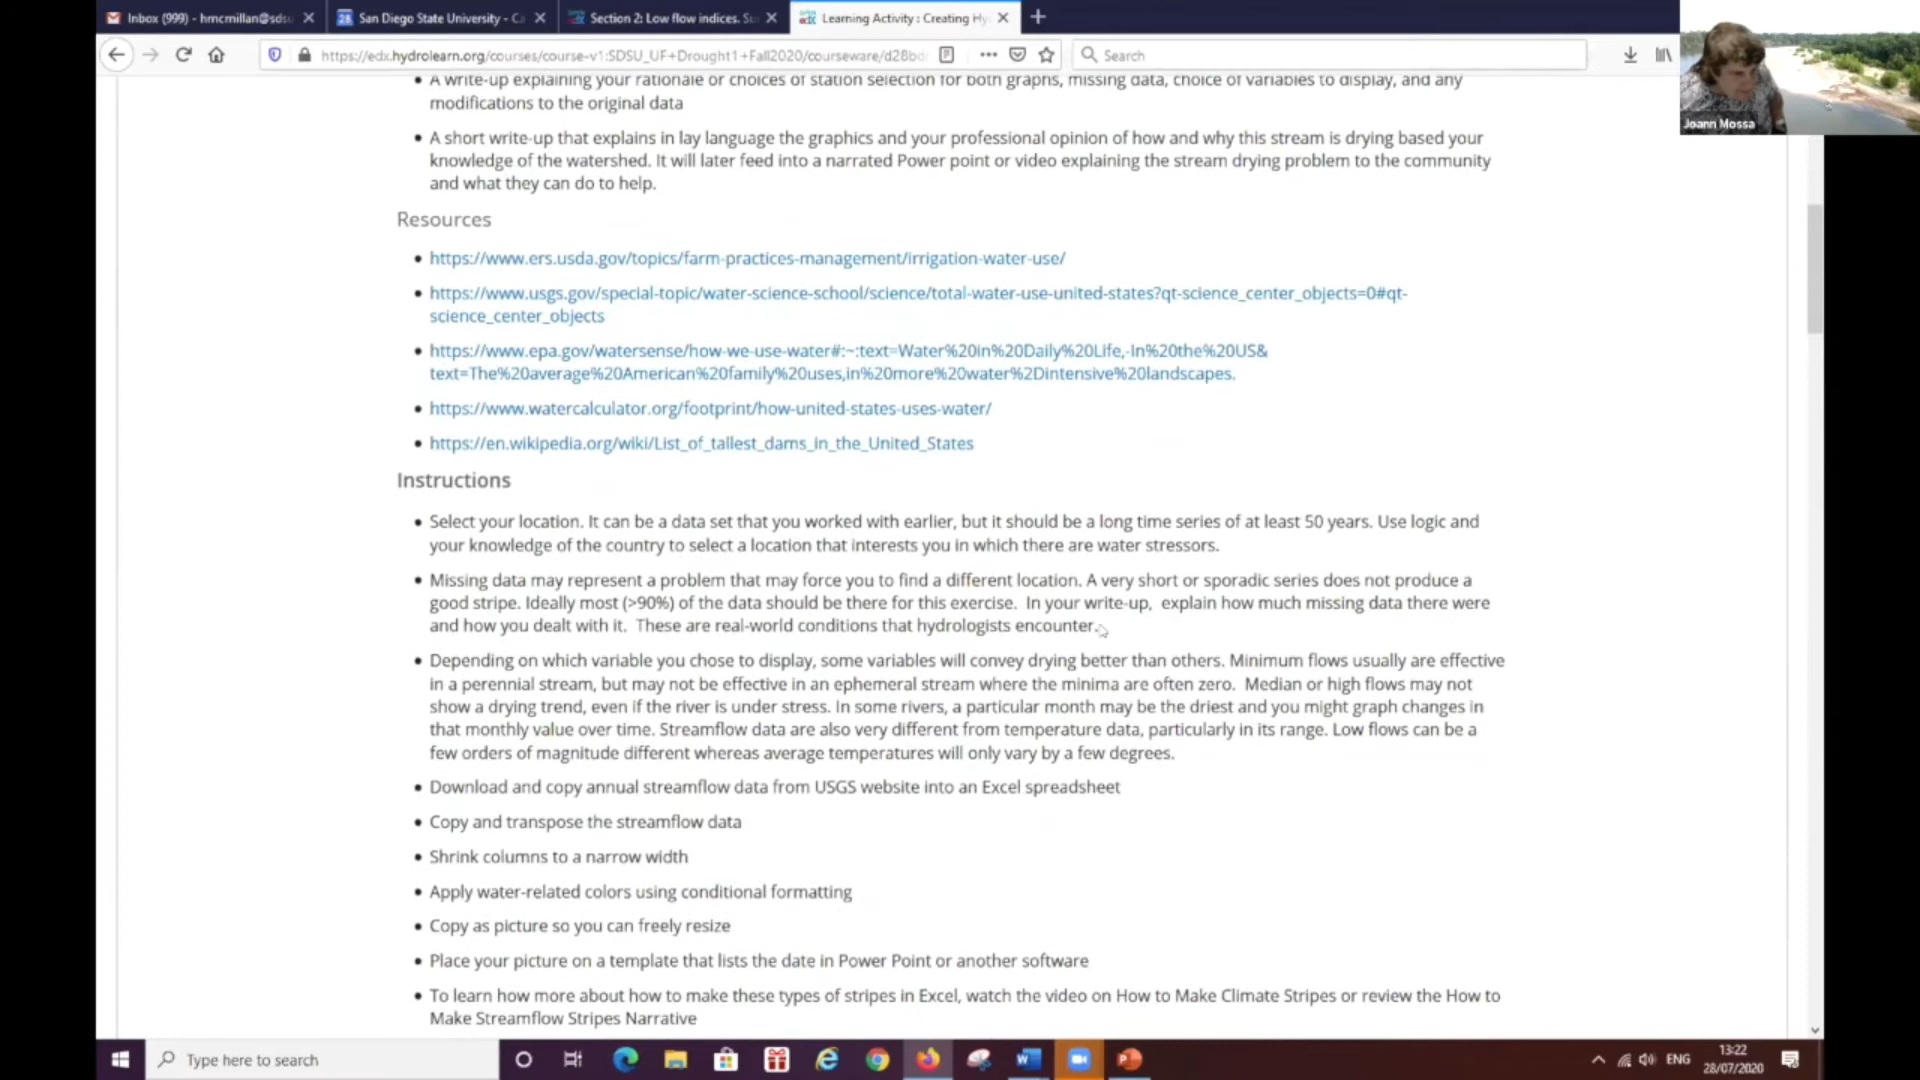 Inbox (999) - hmcmillan@sdsu
San Diego State University - Ca
Section 2: Low flow indices. Su
Learning Activity : Creating Hy
https://edx.hydrolearn.org/courses/course-v1:SDSU_UF+Drought1+Fall2020/courseware/d28bd
Search
Joann Mossa
A write-up explaining your rationale or choices of station selection for both graphs, missing data, choice of variables to display, and any
modifications to the original data
A short write-up that explains in lay language the graphics and your professional opinion of how and why this stream is drying based your
knowledge of the watershed. It will later feed into a narrated Power point or video explaining the stream drying problem to the community
and what they can do to help.
Resources
https://www.ers.usda.gov/topics/farm-practices-management/irrigation-water-use/
https://www.usgs.gov/special-topic/water-science-school/science/total-water-use-united-states?qt-science_center_objects=0#qt-
science_center_objects
https://www.epa.gov/watersense/how-we-use-water#:~:text=Water%20in%20Daily%20Life,-In%20the%20US&
text=The%20average%20American%20family%20uses,in%20more%20water%2Dintensive%20landscapes.
https://www.watercalculator.org/footprint/how-united-states-uses-water/
https://en.wikipedia.org/wiki/List_of_tallest_dams_in_the_United_States
Instructions
Select your location. It can be a data set that you worked with earlier, but it should be a long time series of at least 50 years. Use logic and
your knowledge of the country to select a location that interests you in which there are water stressors.
Missing data may represent a problem that may force you to find a different location. A very short or sporadic series does not produce a
good stripe. Ideally most (>90%) of the data should be there for this exercise. In your write-up, explain how much missing data there were
and how you dealt with it. These are real-world conditions that hydrologists encounter.
Depending on which variable you chose to display, some variables will convey drying better than others. Minimum flows usually are effective
in a perennial stream, but may not be effective in an ephemeral stream where the minima are often zero. Median or high flows may not
show a drying trend, even if the river is under stress. In some rivers, a particular month may be the driest and you might graph changes in
that monthly value over time. Streamflow data are also very different from temperature data, particularly in its range. Low flows can be a
few orders of magnitude different whereas average temperatures will only vary by a few degrees.
Download and copy annual streamflow data from USGS website into an Excel spreadsheet
Copy and transpose the streamflow data
Shrink columns to a narrow width
Apply water-related colors using conditional formatting
Copy as picture so you can freely resize
Place your picture on a template that lists the date in Power Point or another software
To learn how more about how to make these types of stripes in Excel, watch the video on How to Make Climate Stripes or review the How to
Make Streamflow Stripes Narrative
Type here to search
ENG
13:22
28/07/2020